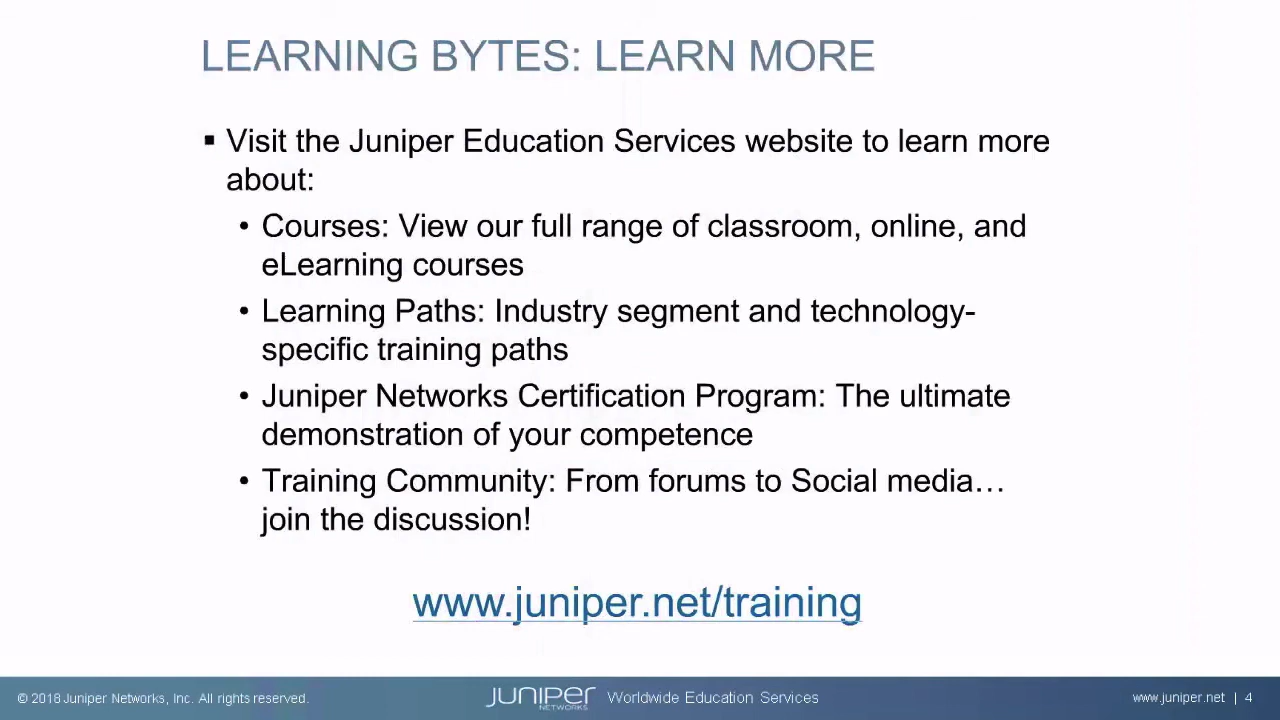 LEARNING BYTES: LEARN MORE
▪ Visit the Juniper Education Services website to learn more
about:
• Courses: View our full range of classroom, online, and
eLearning courses
• Learning Paths: Industry segment and technology-
specific training paths
• Juniper Networks Certification Program: The ultimate
demonstration of your competence
• Training Community: From forums to Social media…
join the discussion!
www.juniper.net/training
© 2018 Juniper Networks, Inc. All rights reserved.
JUNIPER
NETWORKS
Worldwide Education Services
www.juniper.net | 4